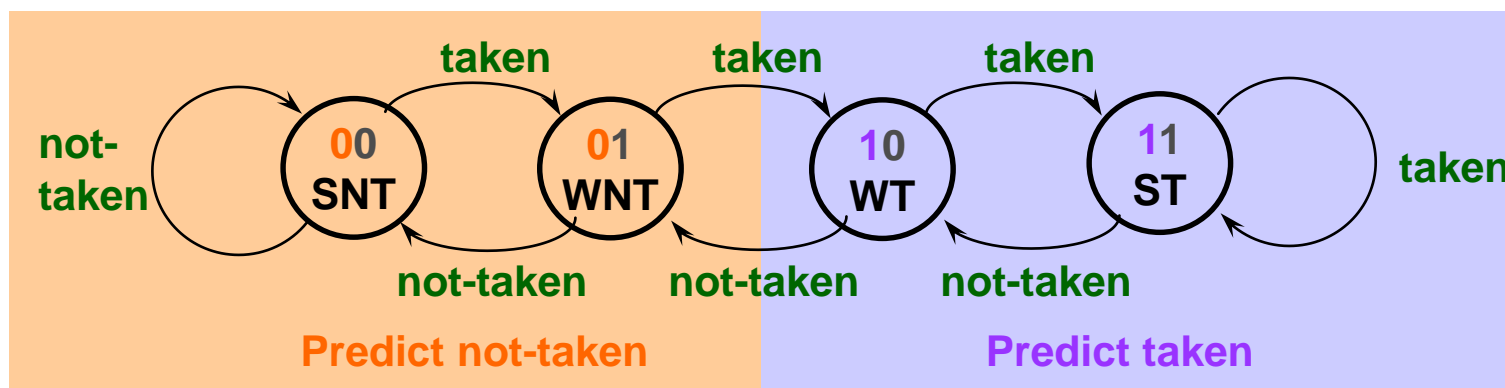 taken
taken
taken
not-
taken
00
SNT
01
WNT
10
WT
11
ST
taken
not-taken
not-taken
not-taken
Predict not-taken
Predict taken